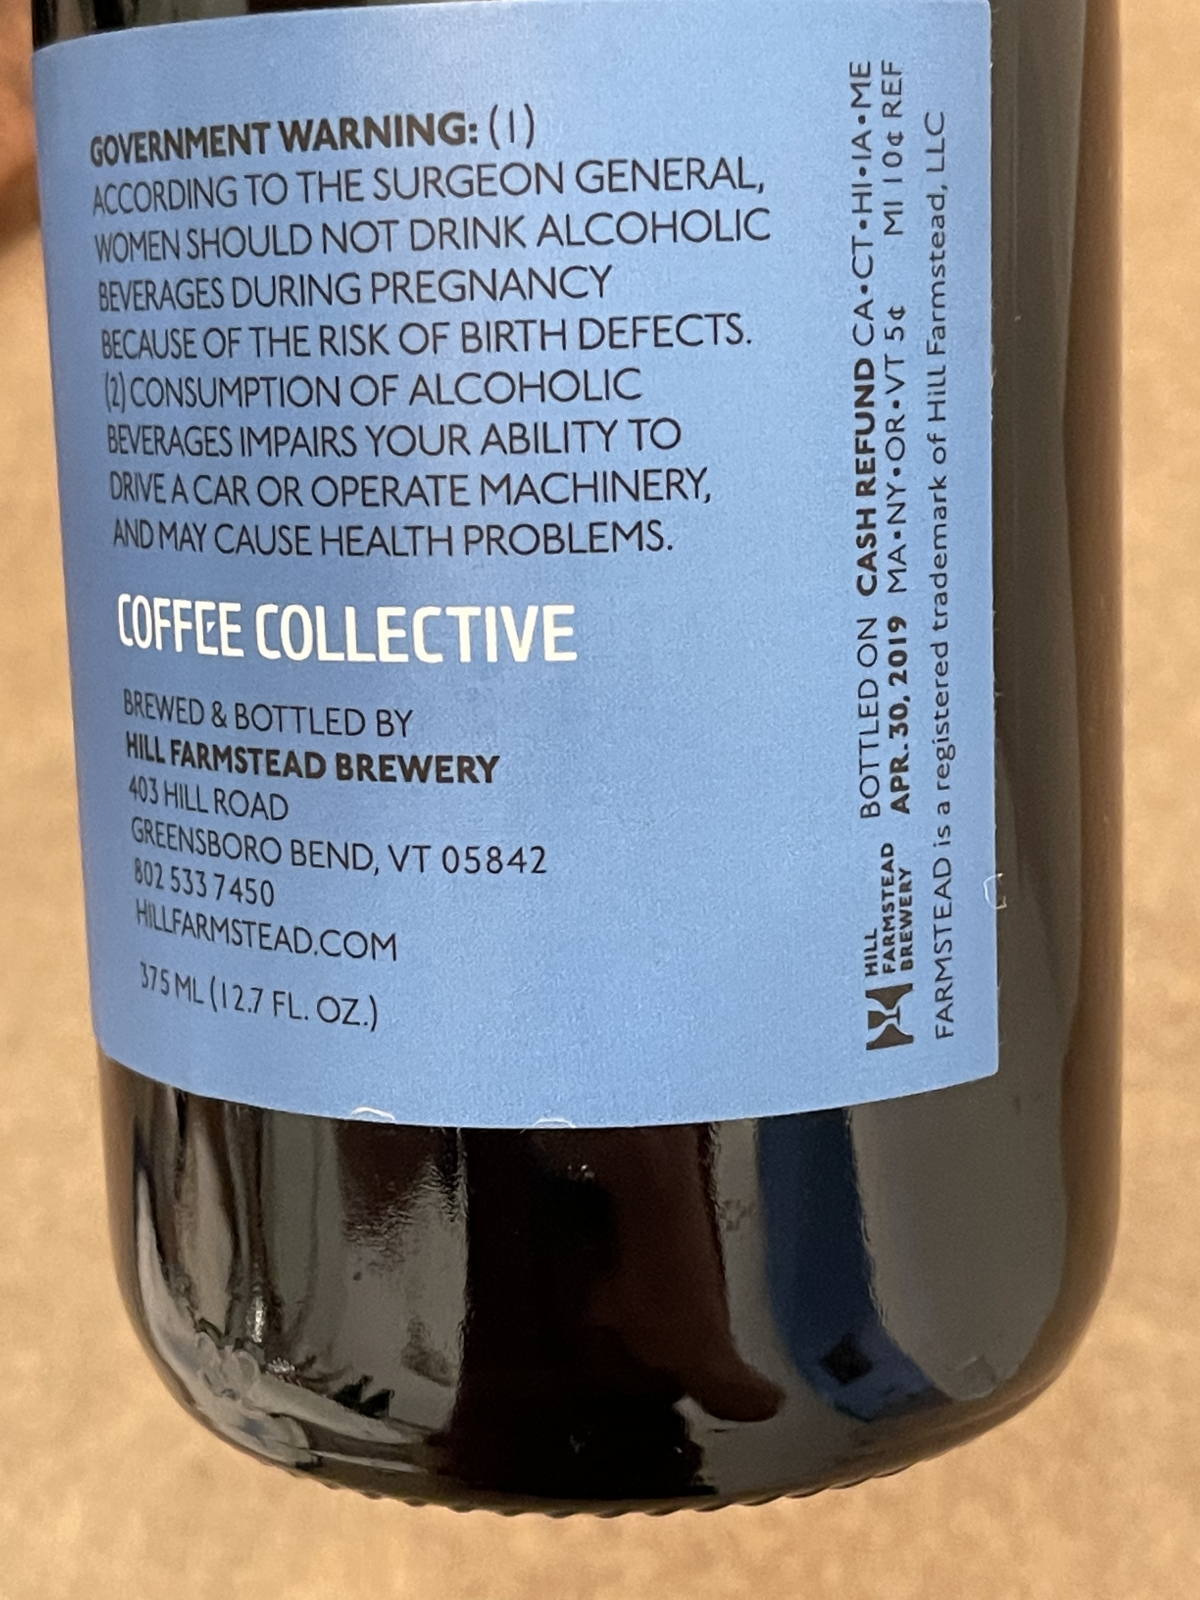 GOVERNMENT WARNING: (1)
ACCORDING TO THE SURGEON GENERAL,
WOMEN SHOULD NOT DRINK ALCOHOLIC
BEVERAGES DURING PREGNANCY
BECAUSE OF THE RISK OF BIRTH DEFECTS.
(2) CONSUMPTION OF ALCOHOLIC
BEVERAGES IMPAIRS YOUR ABILITY TO
DRIVE A CAR OR OPERATE MACHINERY,
AND MAY CAUSE HEALTH PROBLEMS.
COFFEE COLLECTIVE
BREWED & BOTTLED BY
HILL FARMSTEAD BREWERY
403 HILL ROAD
GREENSBORO BEND, VT 05842
802 533 7450
HILLFARMSTEAD.COM
375 ML (12.7 FL. OZ.)
HILL
FARMSTEAD
BREWERY
BOTTLED ON
APR. 30, 2019
CASH REFUND CA•CT•HI•IA•ME
MA•NY•OR•VT 5¢ MI 10¢ REF
FARMSTEAD is a registered trademark of Hill Farmstead, LLC